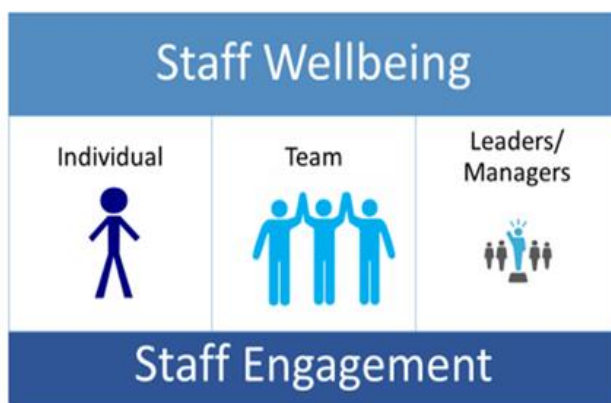 Staff Wellbeing
Individual
Team
Leaders/
Managers
Staff Engagement